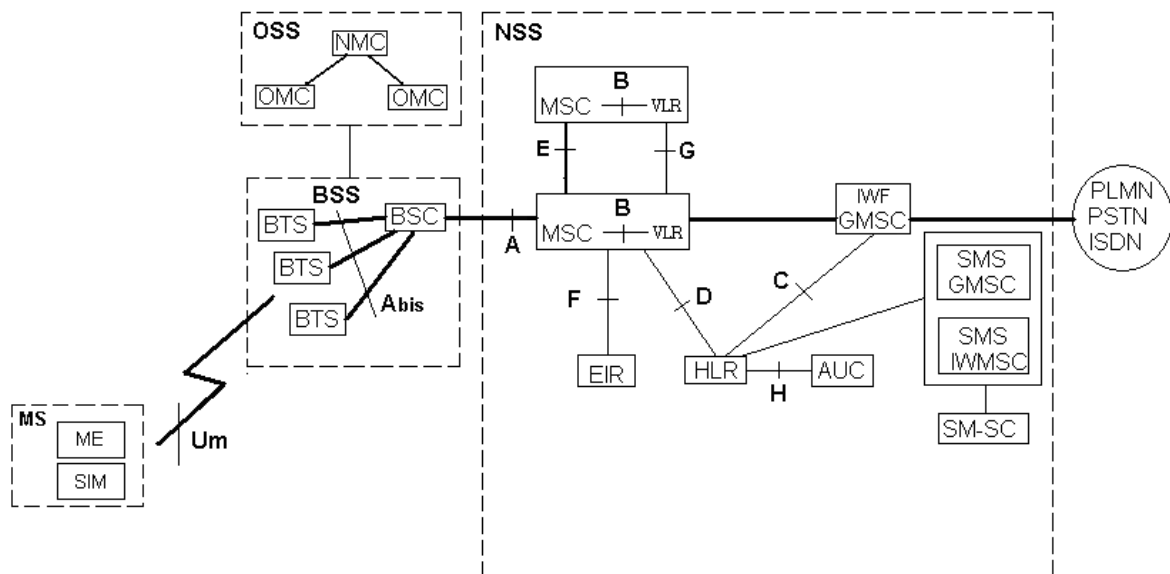 OSS
NMC
OMC
OMC
NSS
B
MSC
VLR
E
G
BSS
BTS
BSC
BTS
BTS
Abis
A
B
MSC
VLR
IWF
GMSC
PLMN
PSTN
ISDN
SMS
GMSC
SMS
IWMSC
F
D
C
EIR
HLR
H
AUC
SM-SC
MS
ME
SIM
Um